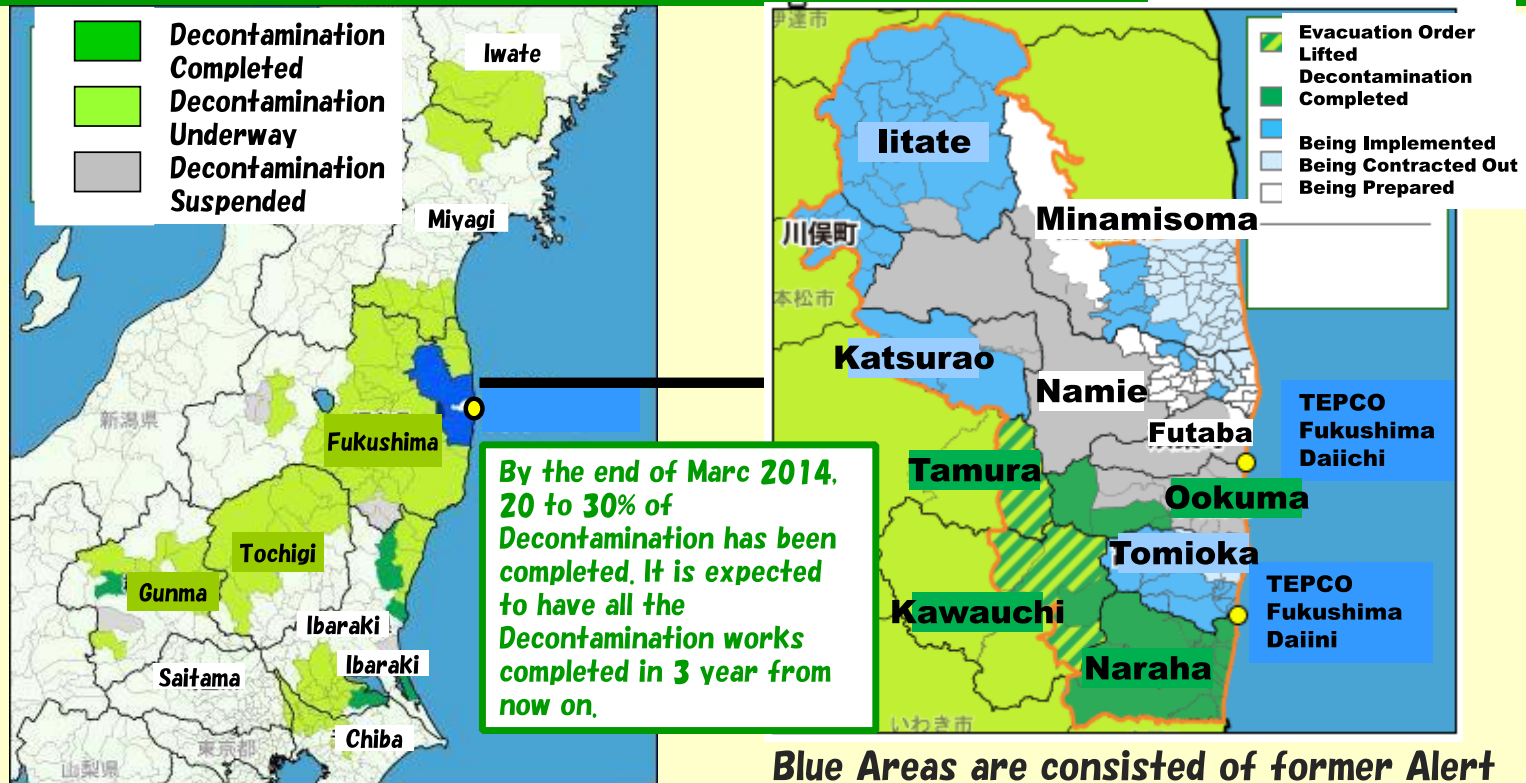 Decontamination
Completed
Decontamination
Underway
Decontamination
Suspended
Iwate
Miyagi
新潟県
Fukushima
Tochigi
Gunma
Ibaraki
Ibaraki
Saitama
Chiba
東京都
山梨県
By the end of Marc 2014,
20 to 30% of
Decontamination has been
completed. It is expected
to have all the
Decontamination works
completed in 3 year from
now on.
伊達市
Evacuation Order
Lifted
Decontamination
Completed
Being Implemented
Being Contracted Out
Being Prepared
Iitate
Minamisoma
川俣町
本松市
Katsurao
Namie
Futaba
TEPCO
Fukushima
Daiichi
Tamura
Ookuma
Tomioka
TEPCO
Fukushima
Daiini
Kawauchi
Naraha
いわき市
Blue Areas are consisted of former Alert